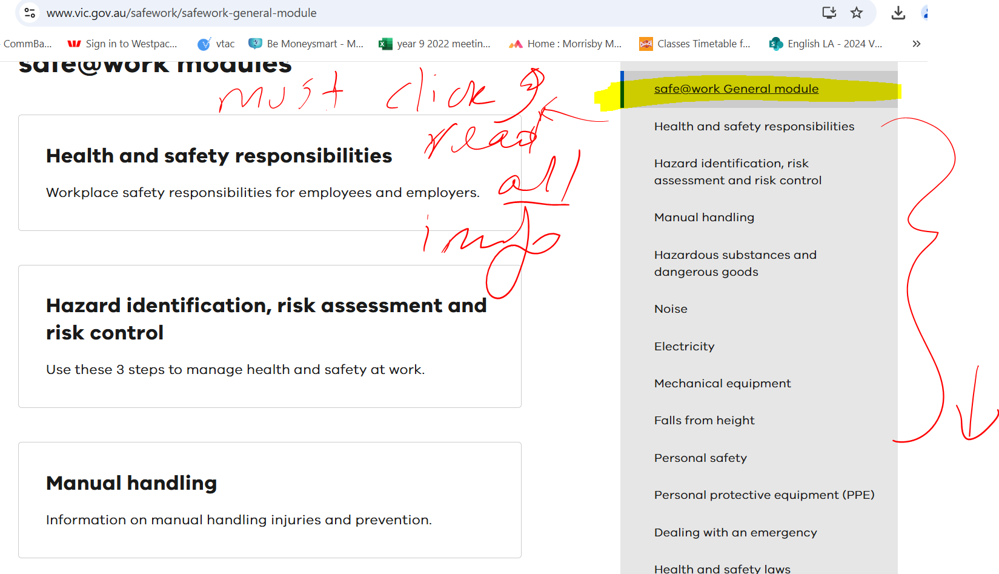 www.vic.gov.au/safework/safework-general-module
CommBa... Sign in to Westpac... vtac Be Moneysmart - M... year 9 2022 meetin... Home : Morrisby M... Classes Timetable f... English LA - 2024 V... »
safe@work modules
must click &
read
all
info
Health and safety responsibilities
Workplace safety responsibilities for employees and employers.
Hazard identification, risk assessment and
risk control
Use these 3 steps to manage health and safety at work.
Manual handling
Information on manual handling injuries and prevention.
safe@work General module
Health and safety responsibilities
Hazard identification, risk
assessment and risk control
Manual handling
Hazardous substances and
dangerous goods
Noise
Electricity
Mechanical equipment
Falls from height
Personal safety
Personal protective equipment (PPE)
Dealing with an emergency
Health and safety laws